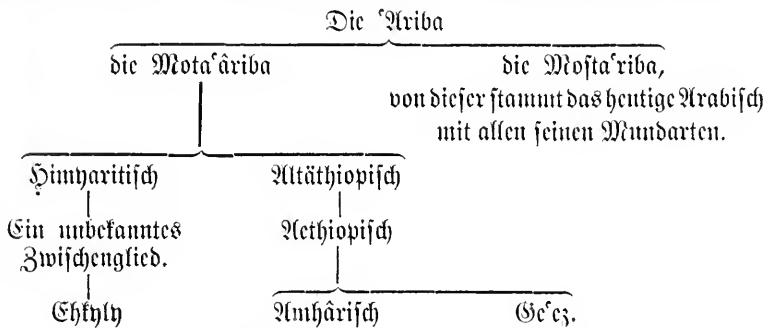 Die ʿAriba
die Motaʿâriba die Mostaʿriba,
von dieser stammt das heutige Arabisch
mit allen seinen Mundarten.
Ḥimyaritisch Altäthiopisch
Ein unbekanntes Aethiopisch
Zwischenglied.
Ehkyly Amhârisch Geʿez.